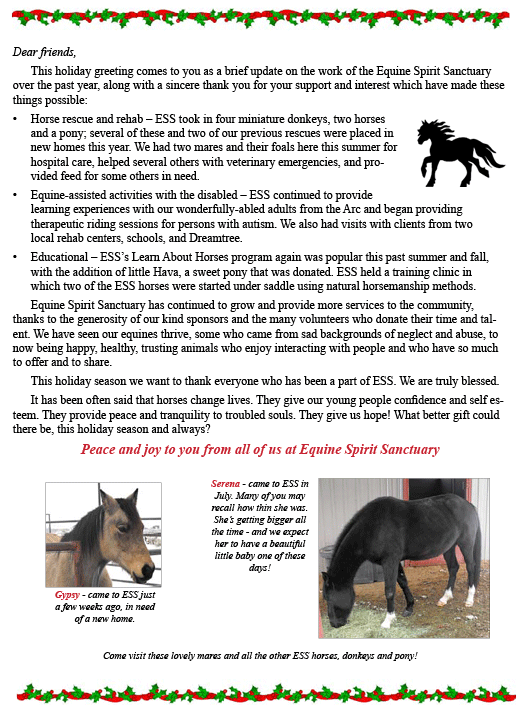 Dear friends,
This holiday greeting comes to you as a brief update on the work of the Equine Spirit Sanctuary
over the past year, along with a sincere thank you for your support and interest which have made these
things possible:
• Horse rescue and rehab – ESS took in four miniature donkeys, two horses
and a pony; several of these and two of our previous rescues were placed in
new homes this year. We had two mares and their foals here this summer for
hospital care, helped several others with veterinary emergencies, and pro-
vided feed for some others in need.
• Equine-assisted activities with the disabled – ESS continued to provide
learning experiences with our wonderfully-abled adults from the Arc and began providing
therapeutic riding sessions for persons with autism. We also had visits with clients from two
local rehab centers, schools, and Dreamtree.
• Educational – ESS's Learn About Horses program again was popular this past summer and fall,
with the addition of little Hava, a sweet pony that was donated. ESS held a training clinic in
which two of the ESS horses were started under saddle using natural horsemanship methods.
Equine Spirit Sanctuary has continued to grow and provide more services to the community,
thanks to the generosity of our kind sponsors and the many volunteers who donate their time and tal-
ent. We have seen our equines thrive, some who came from sad backgrounds of neglect and abuse, to
now being happy, healthy, trusting animals who enjoy interacting with people and who have so much
to offer and to share.
This holiday season we want to thank everyone who has been a part of ESS. We are truly blessed.
It has been often said that horses change lives. They give our young people confidence and self es-
teem. They provide peace and tranquility to troubled souls. They give us hope! What better gift could
there be, this holiday season and always?
Peace and joy to you from all of us at Equine Spirit Sanctuary
Gypsy - came to ESS just
a few weeks ago, in need
of a new home.
Serena - came to ESS in
July. Many of you may
recall how thin she was.
She's getting bigger all
the time - and we expect
her to have a beautiful
little baby one of these
days!
Come visit these lovely mares and all the other ESS horses, donkeys and pony!